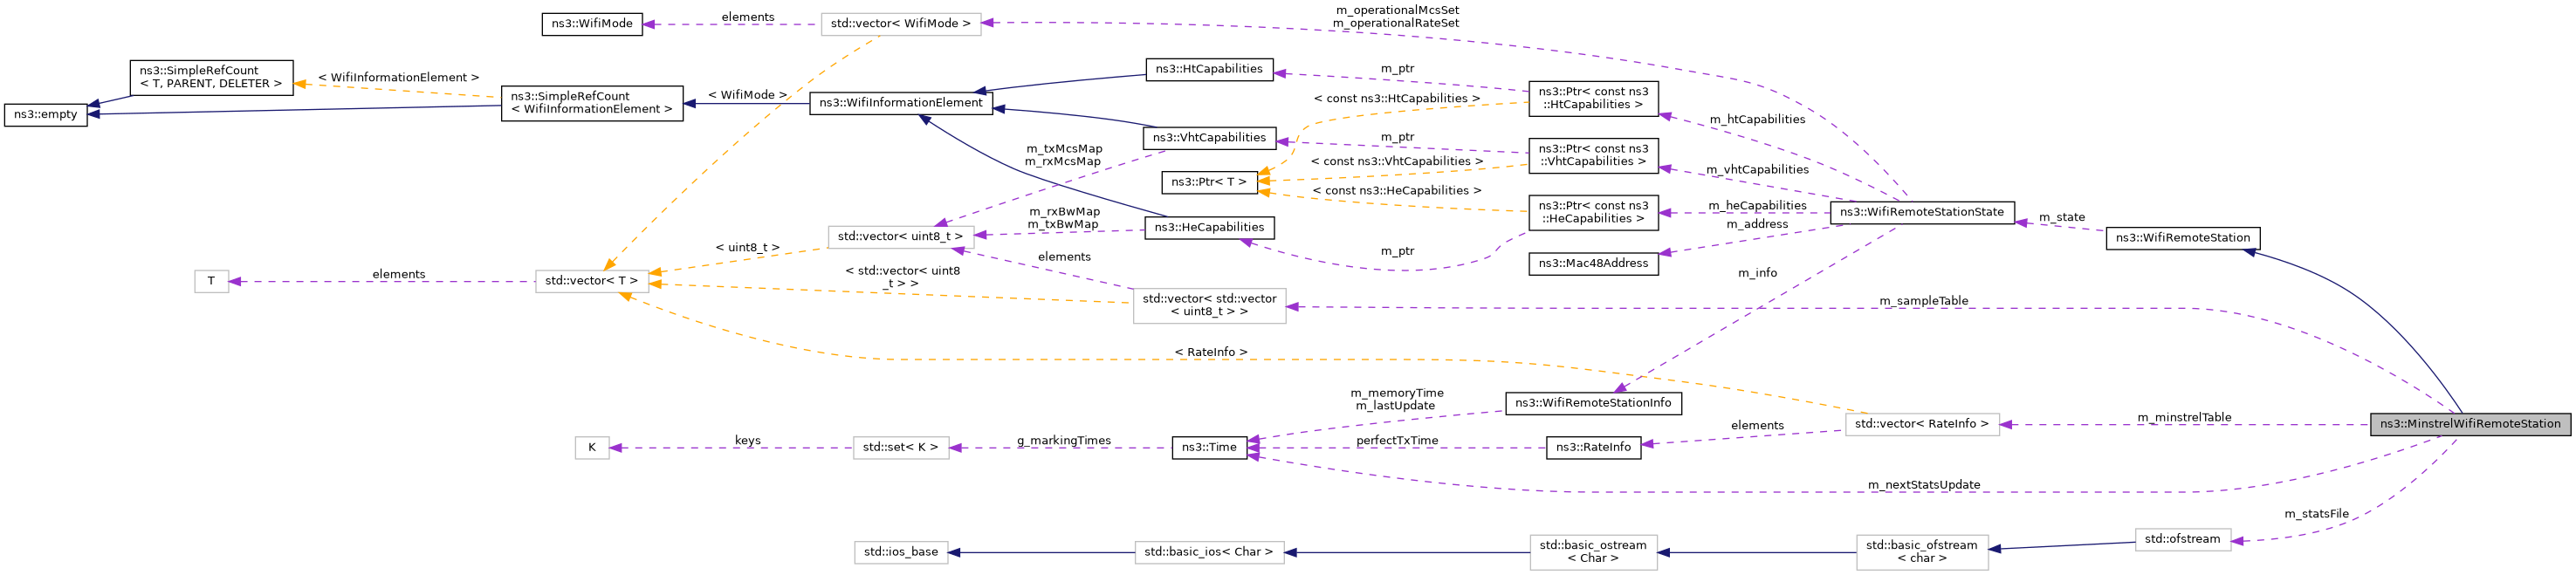 ns3::WifiMode
elements
std::vector< WifiMode >
m_operationalMcsSet
m_operationalRateSet
ns3::SimpleRefCount
< T, PARENT, DELETER >
< WifiInformationElement >
ns3::empty
ns3::SimpleRefCount
< WifiInformationElement >
< WifiMode >
ns3::WifiInformationElement
ns3::HtCapabilities
m_ptr
ns3::Ptr< const ns3
::HtCapabilities >
< const ns3::HtCapabilities >
m_htCapabilities
ns3::VhtCapabilities
m_ptr
ns3::Ptr< const ns3
::VhtCapabilities >
m_txMcsMap
m_rxMcsMap
< const ns3::VhtCapabilities >
m_vhtCapabilities
ns3::Ptr< T >
< const ns3::HeCapabilities >
ns3::Ptr< const ns3
::HeCapabilities >
m_heCapabilities
m_address
ns3::WifiRemoteStationState
m_state
ns3::WifiRemoteStation
m_rxBwMap
m_txBwMap
ns3::HeCapabilities
std::vector< uint8_t >
< uint8_t >
elements
m_ptr
ns3::Mac48Address
m_info
T
elements
std::vector< T >
< std::vector< uint8
_t > >
std::vector< std::vector
< uint8_t > >
m_sampleTable
< RateInfo >
m_memoryTime
m_lastUpdate
ns3::WifiRemoteStationInfo
std::vector< RateInfo >
m_minstrelTable
ns3::MinstrelWifiRemoteStation
K
keys
std::set< K >
g_markingTimes
ns3::Time
perfectTxTime
ns3::RateInfo
elements
m_nextStatsUpdate
m_statsFile
std::ios_base
std::basic_ios< Char >
std::basic_ostream
< Char >
std::basic_ofstream
< char >
std::ofstream